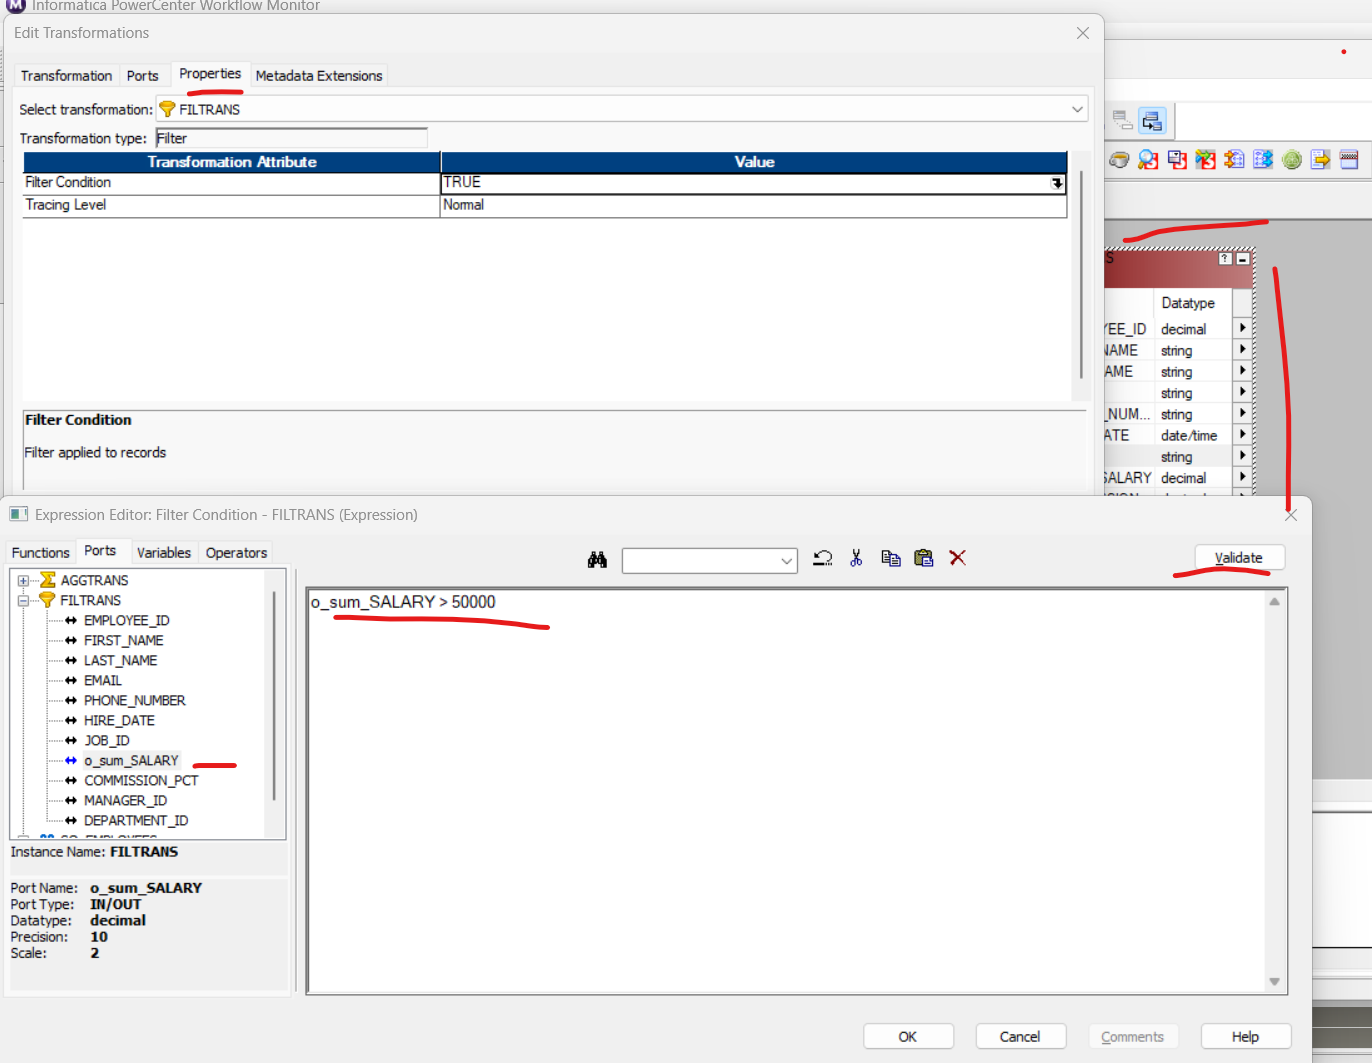 Informatica PowerCenter Workflow Monitor
Edit Transformations
Transformation Ports Properties Metadata Extensions
Select transformation: FILTRANS
Transformation type: Filter
Transformation Attribute Value
Filter Condition TRUE
Tracing Level Normal
Filter Condition
Filter applied to records
S ?
Datatype
YEE_ID decimal
NAME string
AME string
string
_NUM... string
ATE date/time
string
SALARY decimal
Expression Editor: Filter Condition - FILTRANS (Expression)
Functions Ports Variables Operators
Validate
AGGTRANS
FILTRANS
EMPLOYEE_ID
FIRST_NAME
LAST_NAME
EMAIL
PHONE_NUMBER
HIRE_DATE
JOB_ID
o_sum_SALARY
COMMISSION_PCT
MANAGER_ID
DEPARTMENT_ID
o_sum_SALARY > 50000
Instance Name: FILTRANS
Port Name: o_sum_SALARY
Port Type: IN/OUT
Datatype: decimal
Precision: 10
Scale: 2
OK Cancel Comments Help